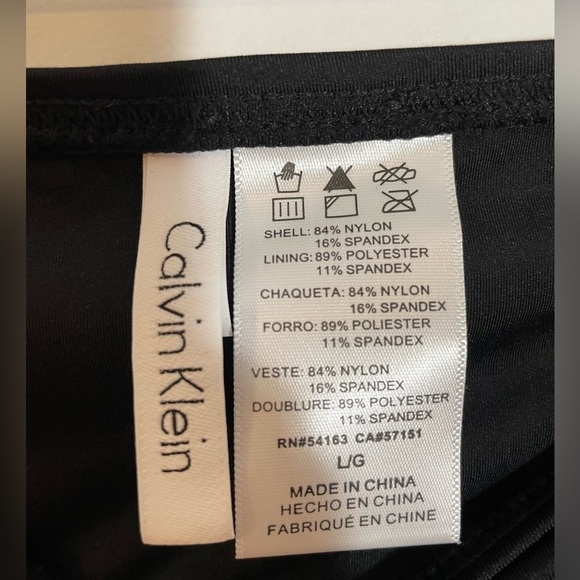 Calvin Klein
SHELL: 84% NYLON
16% SPANDEX
LINING: 89% POLYESTER
11% SPANDEX
CHAQUETA: 84% NYLON
16% SPANDEX
FORRO: 89% POLIESTER
11% SPANDEX
VESTE: 84% NYLON
16% SPANDEX
DOUBLURE: 89% POLYESTER
11% SPANDEX
RN#54163 CA#57151
L/G
MADE IN CHINA
HECHO EN CHINA
FABRIQUÉ EN CHINE